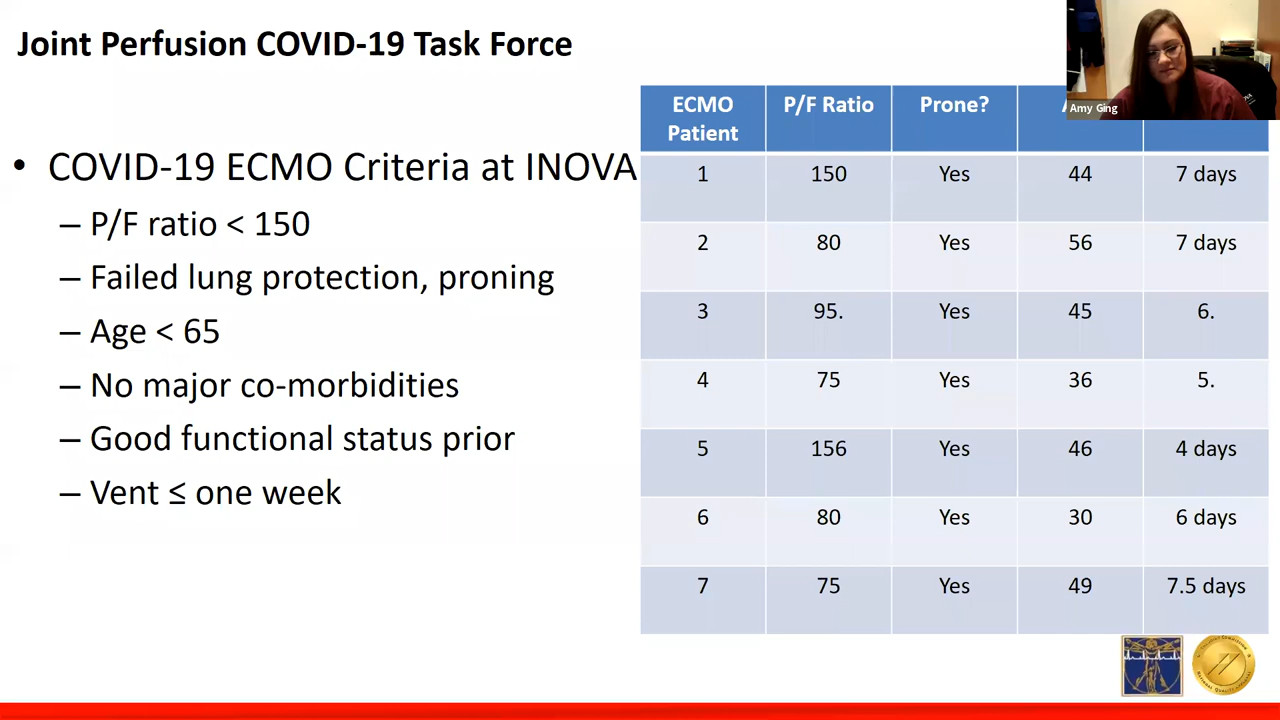 Joint Perfusion COVID-19 Task Force
Amy Ging
• COVID-19 ECMO Criteria at INOVA
– P/F ratio < 150
– Failed lung protection, proning
– Age < 65
– No major co-morbidities
– Good functional status prior
– Vent ≤ one week
ECMO Patient P/F Ratio Prone?
1 150 Yes 44 7 days
2 80 Yes 56 7 days
3 95. Yes 45 6.
4 75 Yes 36 5.
5 156 Yes 46 4 days
6 80 Yes 30 6 days
7 75 Yes 49 7.5 days